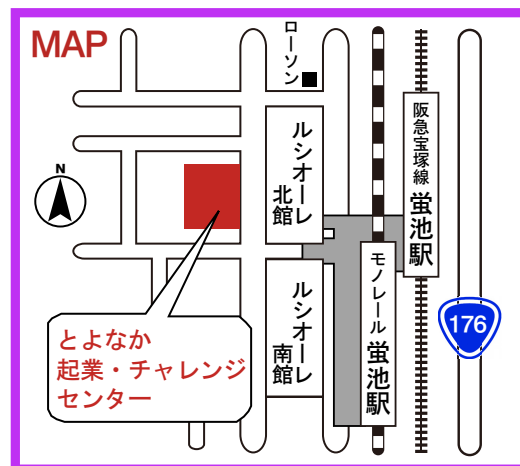 MAP
ローソン
N
ルシオーレ
北館
阪急宝塚線 蛍池駅
モノレール 蛍池駅
ルシオーレ
南館
176
とよなか
起業・チャレンジ
センター